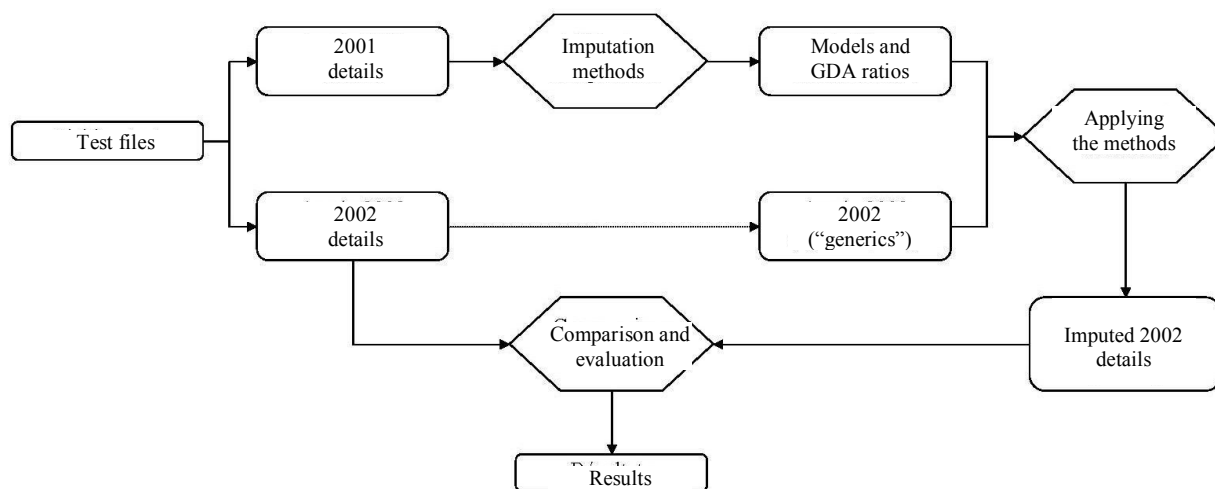 2001
details
Imputation
methods
Models and
GDA ratios
Test files
Applying
the methods
2002
details
2002
(“generics”)
Comparison and
evaluation
Imputed 2002
details
Results